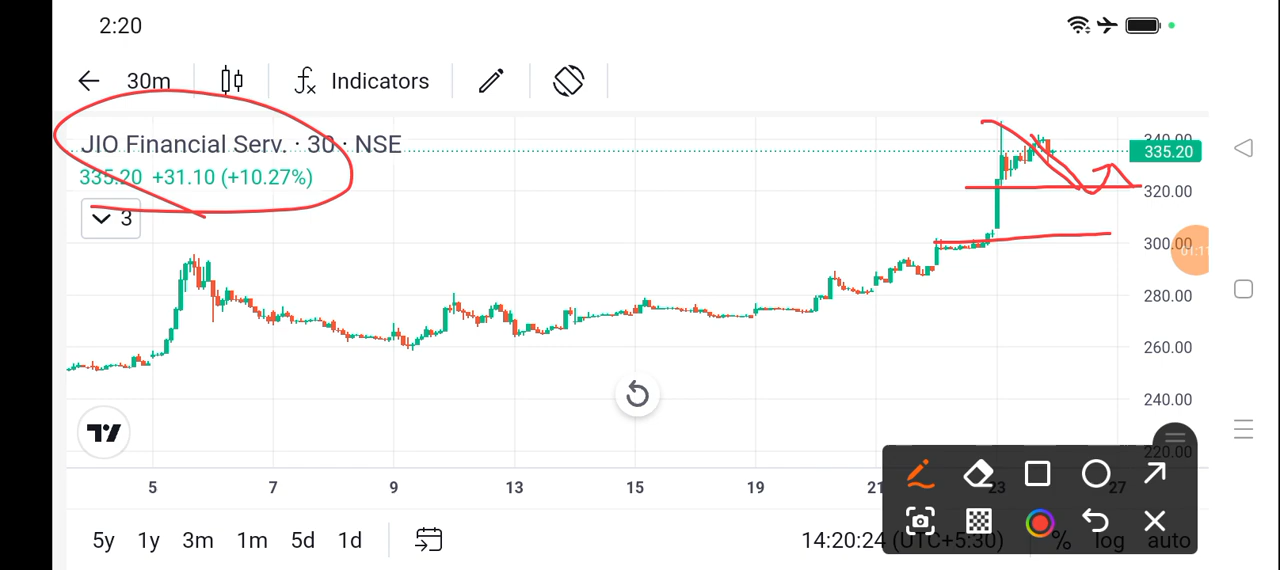 2:20
30m
Indicators
JIO Financial Serv. · 30 · NSE
335.20 +31.10 (+10.27%)
3
340.00
335.20
320.00
300.00
280.00
260.00
240.00
220.00
5 7 9 13 15 19 21 23 27
5y 1y 3m 1m 5d 1d
14:20:24 (UTC+5:30) % log auto